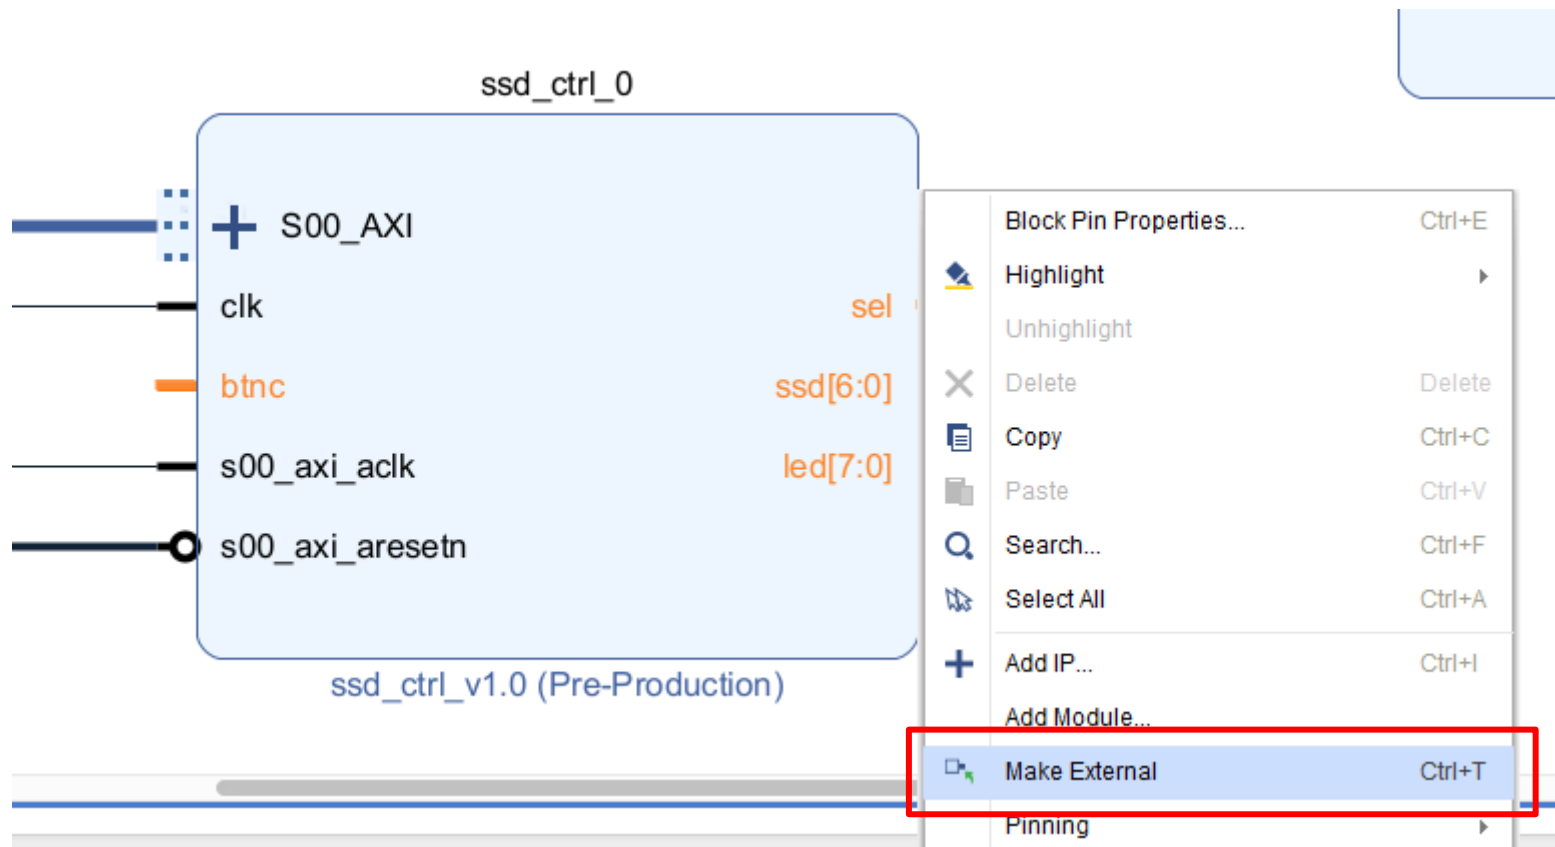 ssd_ctrl_0
S00_AXI
clk
sel
btnc
ssd[6:0]
s00_axi_aclk
led[7:0]
s00_axi_aresetn
ssd_ctrl_v1.0 (Pre-Production)
Block Pin Properties... Ctrl+E
Highlight
Unhighlight
Delete Delete
Copy Ctrl+C
Paste Ctrl+V
Search... Ctrl+F
Select All Ctrl+A
Add IP... Ctrl+I
Add Module...
Make External Ctrl+T
Pinning